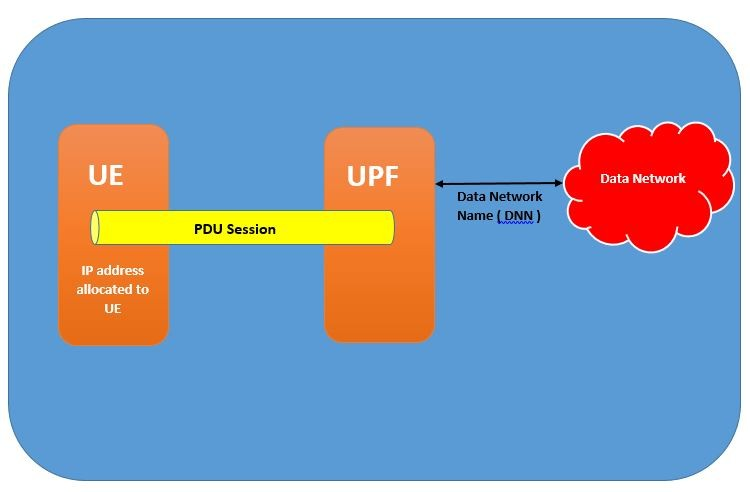 UE
UPF
Data Network
Data Network
Name ( DNN )
PDU Session
IP address
allocated to
UE